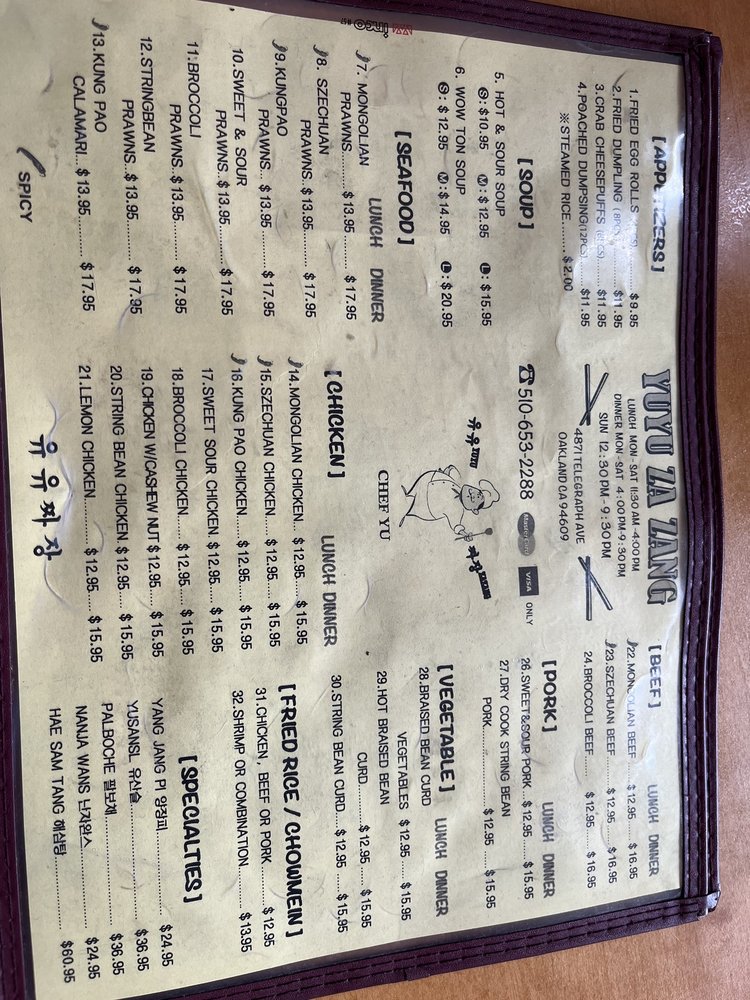 [APPETIZERS]
1.FRIED EGG ROLLS $9.95
2.FRIED DUMPLING $11.95
3.CRAB CHEESEPUFFS $11.95
4.POACHED DUMPSING(12PCS) $11.95
※STEAMED RICE....... $2.00
[SOUP]
5. HOT & SOUR SOUP
Ⓢ:$10.95 Ⓜ:$12.95 Ⓛ:$15.95
6. WOW TON SOUP
Ⓢ:$12.95 Ⓜ:$14.95 Ⓛ:$20.95
[SEAFOOD] LUNCH DINNER
7. MONGOLIAN
PRAWNS........ $13.95...... $17.95
8. SZECHUAN
PRAWNS...$13.95...... $17.95
9.KUNGPAO
PRAWNS...$13.95...... $17.95
10.SWEET & SOUR
PRAWNS..$13.95...... $17.95
11.BROCCOLI
PRAWNS...$13.95...... $17.95
12.STRINGBEAN
PRAWNS...$13.95...... $17.95
13.KUNG PAO
CALAMARI...$13.95...... $17.95
SPICY
YUYU ZA ZANG
LUNCH MON-SAT 11:30 AM-4:00 PM
DINNER MON-SAT 4:00 PM-9:30 PM
SUN 12:30 PM-9:30 PM
4871 TELEGRAPH AVE
OAKLAND CA 94609
☎510-653-2288 MasterCard VISA ONLY
유유 짜장
CHEF YU
[CHICKEN] LUNCH DINNER
14.MONGOLIAN CHICKEN... $12.95.... $15.95
15.SZECHUAN CHICKEN...... $12.95.... $15.95
16.KUNG PAO CHICKEN...... $12.95.... $15.95
17.SWEET SOUR CHICKEN. $12.95.... $15.95
18.BROCCOLI CHICKEN...... $12.95.... $15.95
19.CHICKEN W/CASHEW NUT $12.95.... $15.95
20.STRING BEAN CHICKEN. $12.95.... $15.95
21.LEMON CHICKEN............ $12.95.... $15.95
유유짜장
[BEEF] LUNCH DINNER
22.MONGOLIAN BEEF.... $12.95 .... $16.95
23.SZECHUAN BEEF...... $12.95 .... $16.95
24.BROCCOLI BEEF....... $12.95 .... $16.95
[PORK] LUNCH DINNER
26.SWEET&SOUR PORK...$12.95.... $15.95
27.DRY COOK STRING BEAN
PORK................ $12.95.... $15.95
[VEGETABLE] LUNCH DINNER
28.BRAISED BEAN CURD
VEGETABLES $12.95.... $15.95
29.HOT BRAISED BEAN
CURD............ $12.95.... $15.95
30.STRING BEAN CURD.... $12.95.... $15.95
[FRIED RICE / CHOWMEIN]
31.CHICKEN, BEEF OR PORK .......... $12.95
32.SHRIMP OR COMBINATION .......... $13.95
[SPECIALTIES]
YANG JANG PI 양장피........ $24.95
YUSANSL 유산슬........ $36.95
PALBOCHE 팔보채........ $36.95
NANJA WANS 난자완스........ $24.95
HAE SAM TANG 해삼탕........ $60.95